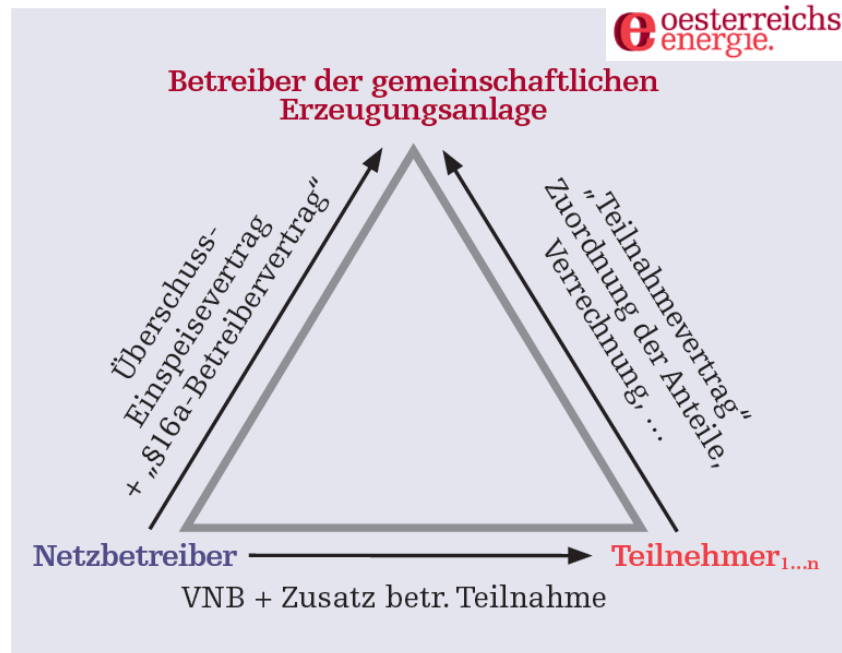 oesterreichs
energie.
Betreiber der gemeinschaftlichen
Erzeugungsanlage
Überschuss-
Einspeisevertrag
+ „§16a-Betreibervertrag“
„Teilnahmevertrag“
Zuordnung der Anteile,
Verrechnung, ...
Netzbetreiber
Teilnehmer1...n
VNB + Zusatz betr. Teilnahme